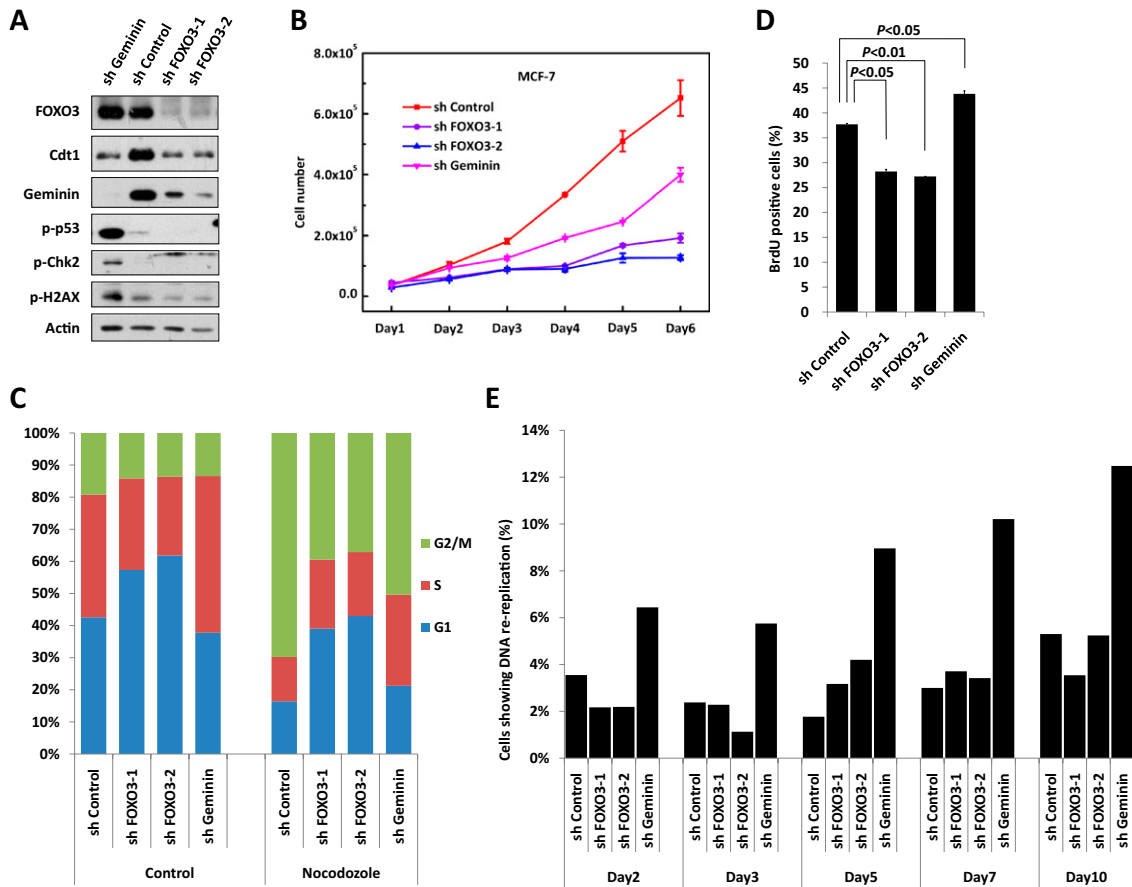 A
sh Geminin
sh Control
sh FOXO3-1
sh FOXO3-2
FOXO3
Cdt1
Geminin
p-p53
p-Chk2
p-H2AX
Actin
B
8.0x10⁵
6.0x10⁵
4.0x10⁵
2.0x10⁵
0.0
Cell number
MCF-7
sh Control
sh FOXO3-1
sh FOXO3-2
sh Geminin
Day1 Day2 Day3 Day4 Day5 Day6
D
P<0.05
P<0.01
P<0.05
50
45
40
35
30
25
20
15
10
5
0
BrdU positive cells (%)
sh Control
sh FOXO3-1
sh FOXO3-2
sh Geminin
C
100%
90%
80%
70%
60%
50%
40%
30%
20%
10%
0%
G2/M
S
G1
sh Control
sh FOXO3-1
sh FOXO3-2
sh Geminin
sh Control
sh FOXO3-1
sh FOXO3-2
sh Geminin
Control Nocodozole
E
14%
12%
10%
8%
6%
4%
2%
0%
Cells showing DNA re-replication (%)
sh Control
sh FOXO3-1
sh FOXO3-2
sh Geminin
sh Control
sh FOXO3-1
sh FOXO3-2
sh Geminin
sh Control
sh FOXO3-1
sh FOXO3-2
sh Geminin
sh Control
sh FOXO3-1
sh FOXO3-2
sh Geminin
sh Control
sh FOXO3-1
sh FOXO3-2
sh Geminin
Day2 Day3 Day5 Day7 Day10